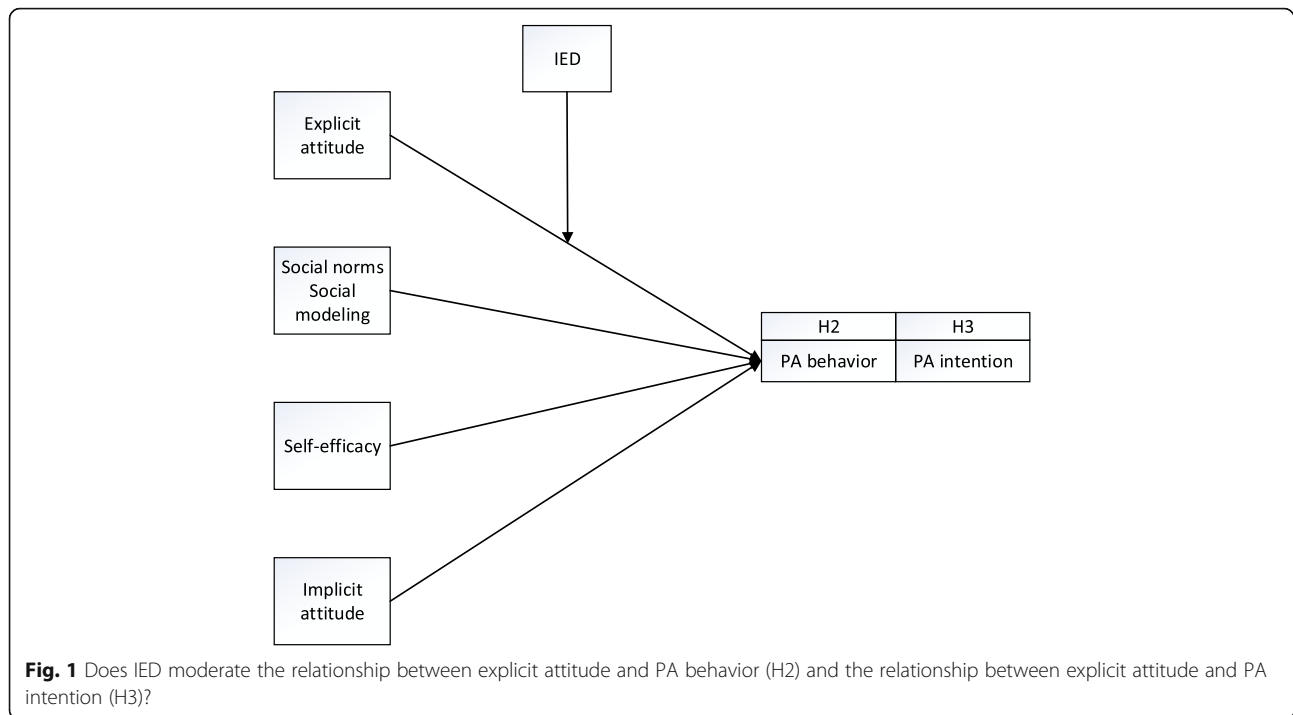 IED
Explicit
attitude
Social norms
Social
modeling
H2 H3
PA behavior PA intention
Self-efficacy
Implicit
attitude
Fig. 1 Does IED moderate the relationship between explicit attitude and PA behavior (H2) and the relationship between explicit attitude and PA
intention (H3)?